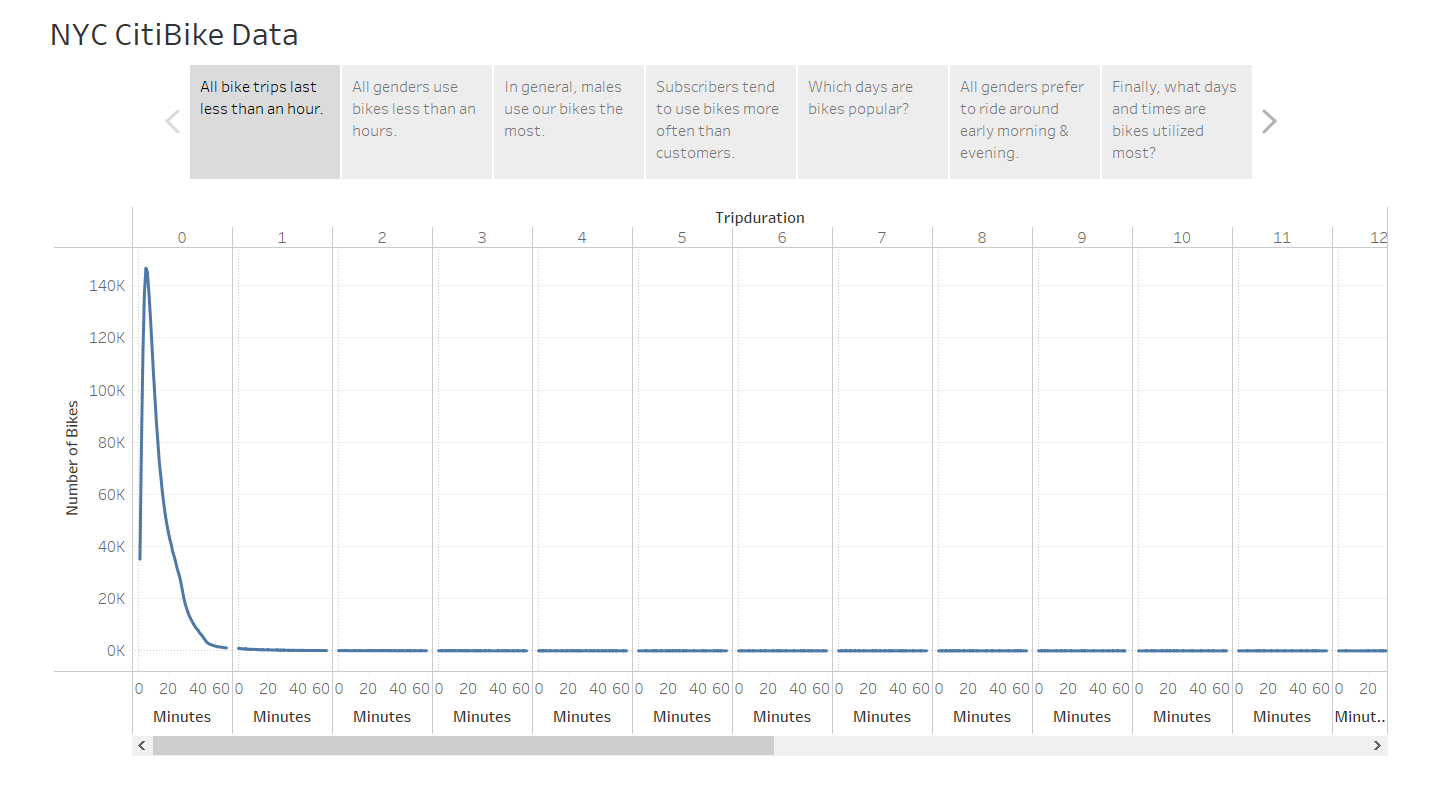 NYC CitiBike Data
All bike trips last
less than an hour.
All genders use
bikes less than an
hours.
In general, males
use our bikes the
most.
Subscribers tend
to use bikes more
often than
customers.
Which days are
bikes popular?
All genders prefer
to ride around
early morning &
evening.
Finally, what days
and times are
bikes utilized
most?
Tripduration
0 1 2 3 4 5 6 7 8 9 10 11 12
Number of Bikes
140K
120K
100K
80K
60K
40K
20K
0K
0 20 40 60 0 20 40 60 0 20 40 60 0 20 40 60 0 20 40 60 0 20 40 60 0 20 40 60 0 20 40 60 0 20 40 60 0 20 40 60 0 20 40 60 0 20 40 60 0 20
Minutes Minutes Minutes Minutes Minutes Minutes Minutes Minutes Minutes Minutes Minutes Minutes Minut..